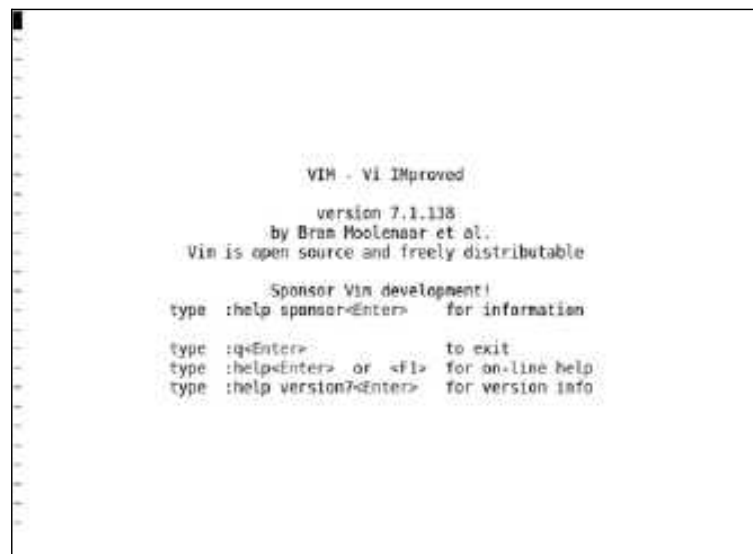 VIM - Vi IMproved
version 7.1.138
by Bram Moolenaar et al.
Vim is open source and freely distributable
Sponsor Vim development!
type :help sponsor<Enter> for information
type :q<Enter> to exit
type :help<Enter> or <F1> for on-line help
type :help version7<Enter> for version info